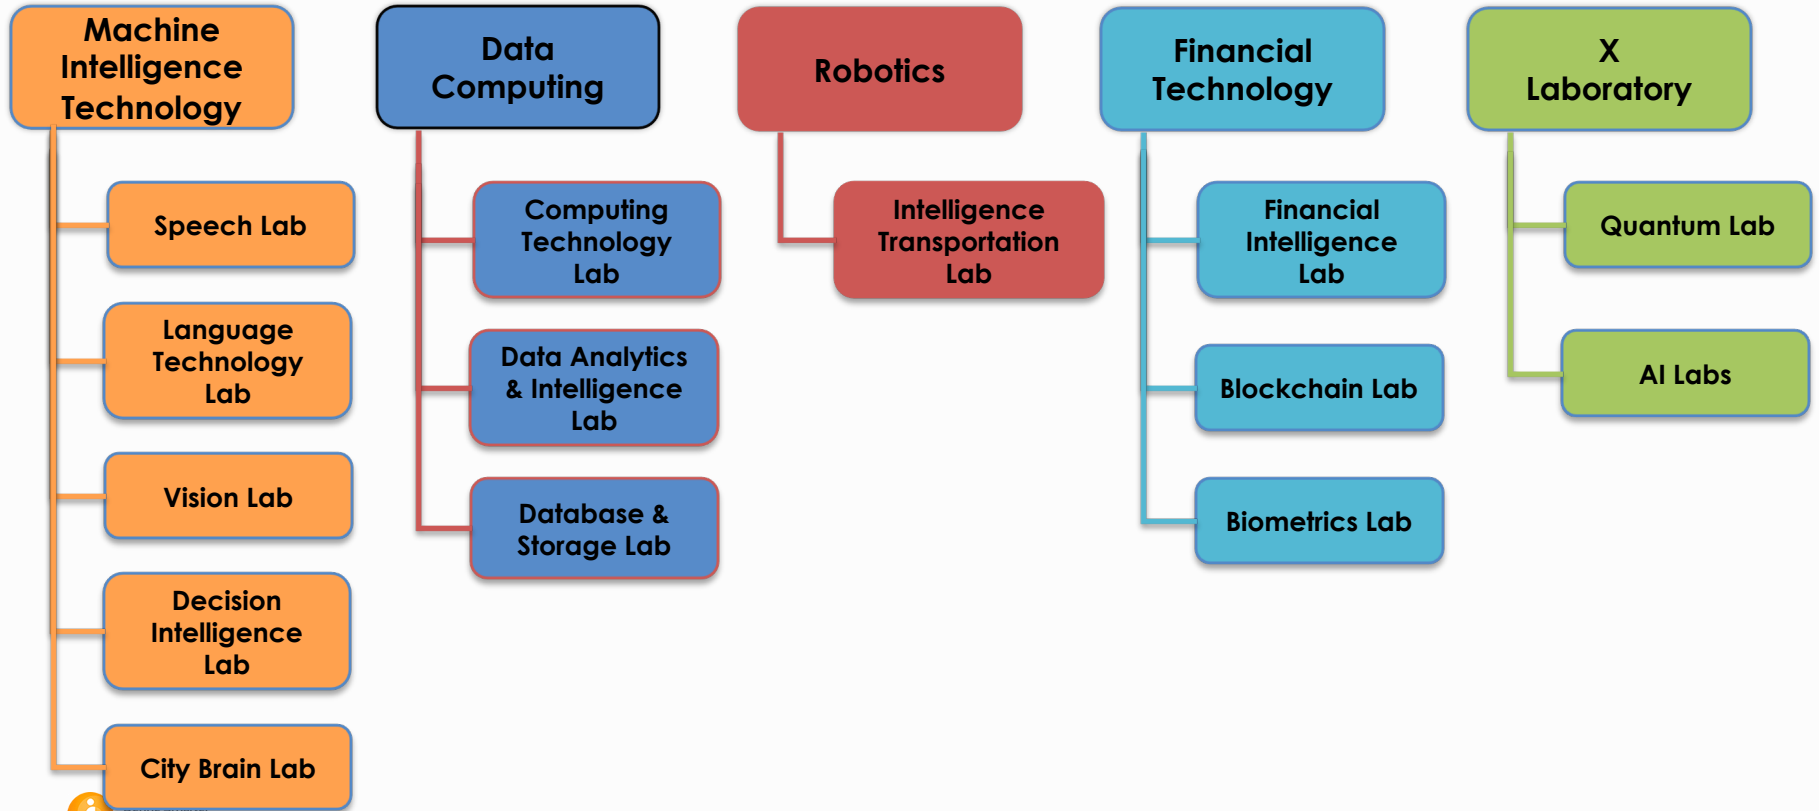 Machine
Intelligence
Technology
Speech Lab
Language
Technology
Lab
Vision Lab
Decision
Intelligence
Lab
City Brain Lab
Data
Computing
Computing
Technology
Lab
Data Analytics
& Intelligence
Lab
Database &
Storage Lab
Robotics
Intelligence
Transportation
Lab
Financial
Technology
Financial
Intelligence
Lab
Blockchain Lab
Biometrics Lab
X
Laboratory
Quantum Lab
AI Labs